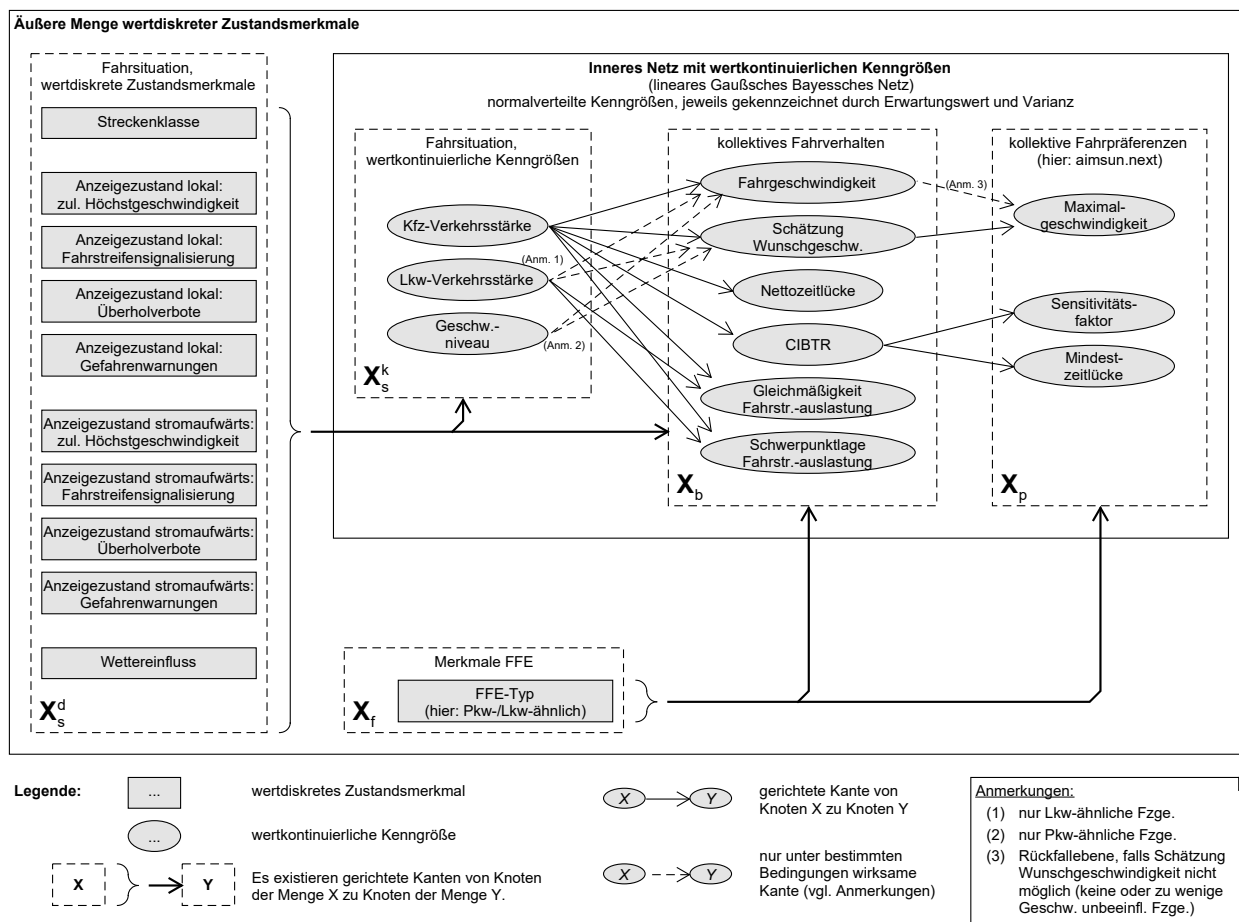 Äußere Menge wertdiskreter Zustandsmerkmale
Fahrsituation,
wertdiskrete Zustandsmerkmale
Streckenklasse
Anzeigezustand lokal:
zul. Höchstgeschwindigkeit
Anzeigezustand lokal:
Fahrstreifensignalisierung
Anzeigezustand lokal:
Überholverbote
Anzeigezustand lokal:
Gefahrenwarnungen
Anzeigezustand stromaufwärts:
zul. Höchstgeschwindigkeit
Anzeigezustand stromaufwärts:
Fahrstreifensignalisierung
Anzeigezustand stromaufwärts:
Überholverbote
Anzeigezustand stromaufwärts:
Gefahrenwarnungen
Wettereinfluss
X d s
Inneres Netz mit wertkontinuierlichen Kenngrößen
(lineares Gaußsches Bayessches Netz)
normalverteilte Kenngrößen, jeweils gekennzeichnet durch Erwartungswert und Varianz
Fahrsituation,
wertkontinuierliche Kenngrößen
Kfz-Verkehrsstärke
(Anm. 1)
Lkw-Verkehrsstärke
Geschw.-
niveau
(Anm. 2)
X k s
kollektives Fahrverhalten
Fahrgeschwindigkeit
(Anm. 3)
Schätzung
Wunschgeschw.
Nettozeitlücke
CIBTR
Gleichmäßigkeit
Fahrstr.-auslastung
Schwerpunktlage
Fahrstr.-auslastung
X b
kollektive Fahrpräferenzen
(hier: aimsun.next)
Maximal-
geschwindigkeit
Sensitivitäts-
faktor
Mindest-
zeitlücke
X p
Merkmale FFE
FFE-Typ
(hier: Pkw-/Lkw-ähnlich)
X f
Legende:
...
wertdiskretes Zustandsmerkmal
...
wertkontinuierliche Kenngröße
X
Y
Es existieren gerichtete Kanten von Knoten
der Menge X zu Knoten der Menge Y.
X
Y
gerichtete Kante von
Knoten X zu Knoten Y
X
Y
nur unter bestimmten
Bedingungen wirksame
Kante (vgl. Anmerkungen)
Anmerkungen:
(1) nur Lkw-ähnliche Fzge.
(2) nur Pkw-ähnliche Fzge.
(3) Rückfallebene, falls Schätzung
Wunschgeschwindigkeit nicht
möglich (keine oder zu wenige
Geschw. unbeeinfl. Fzge.)